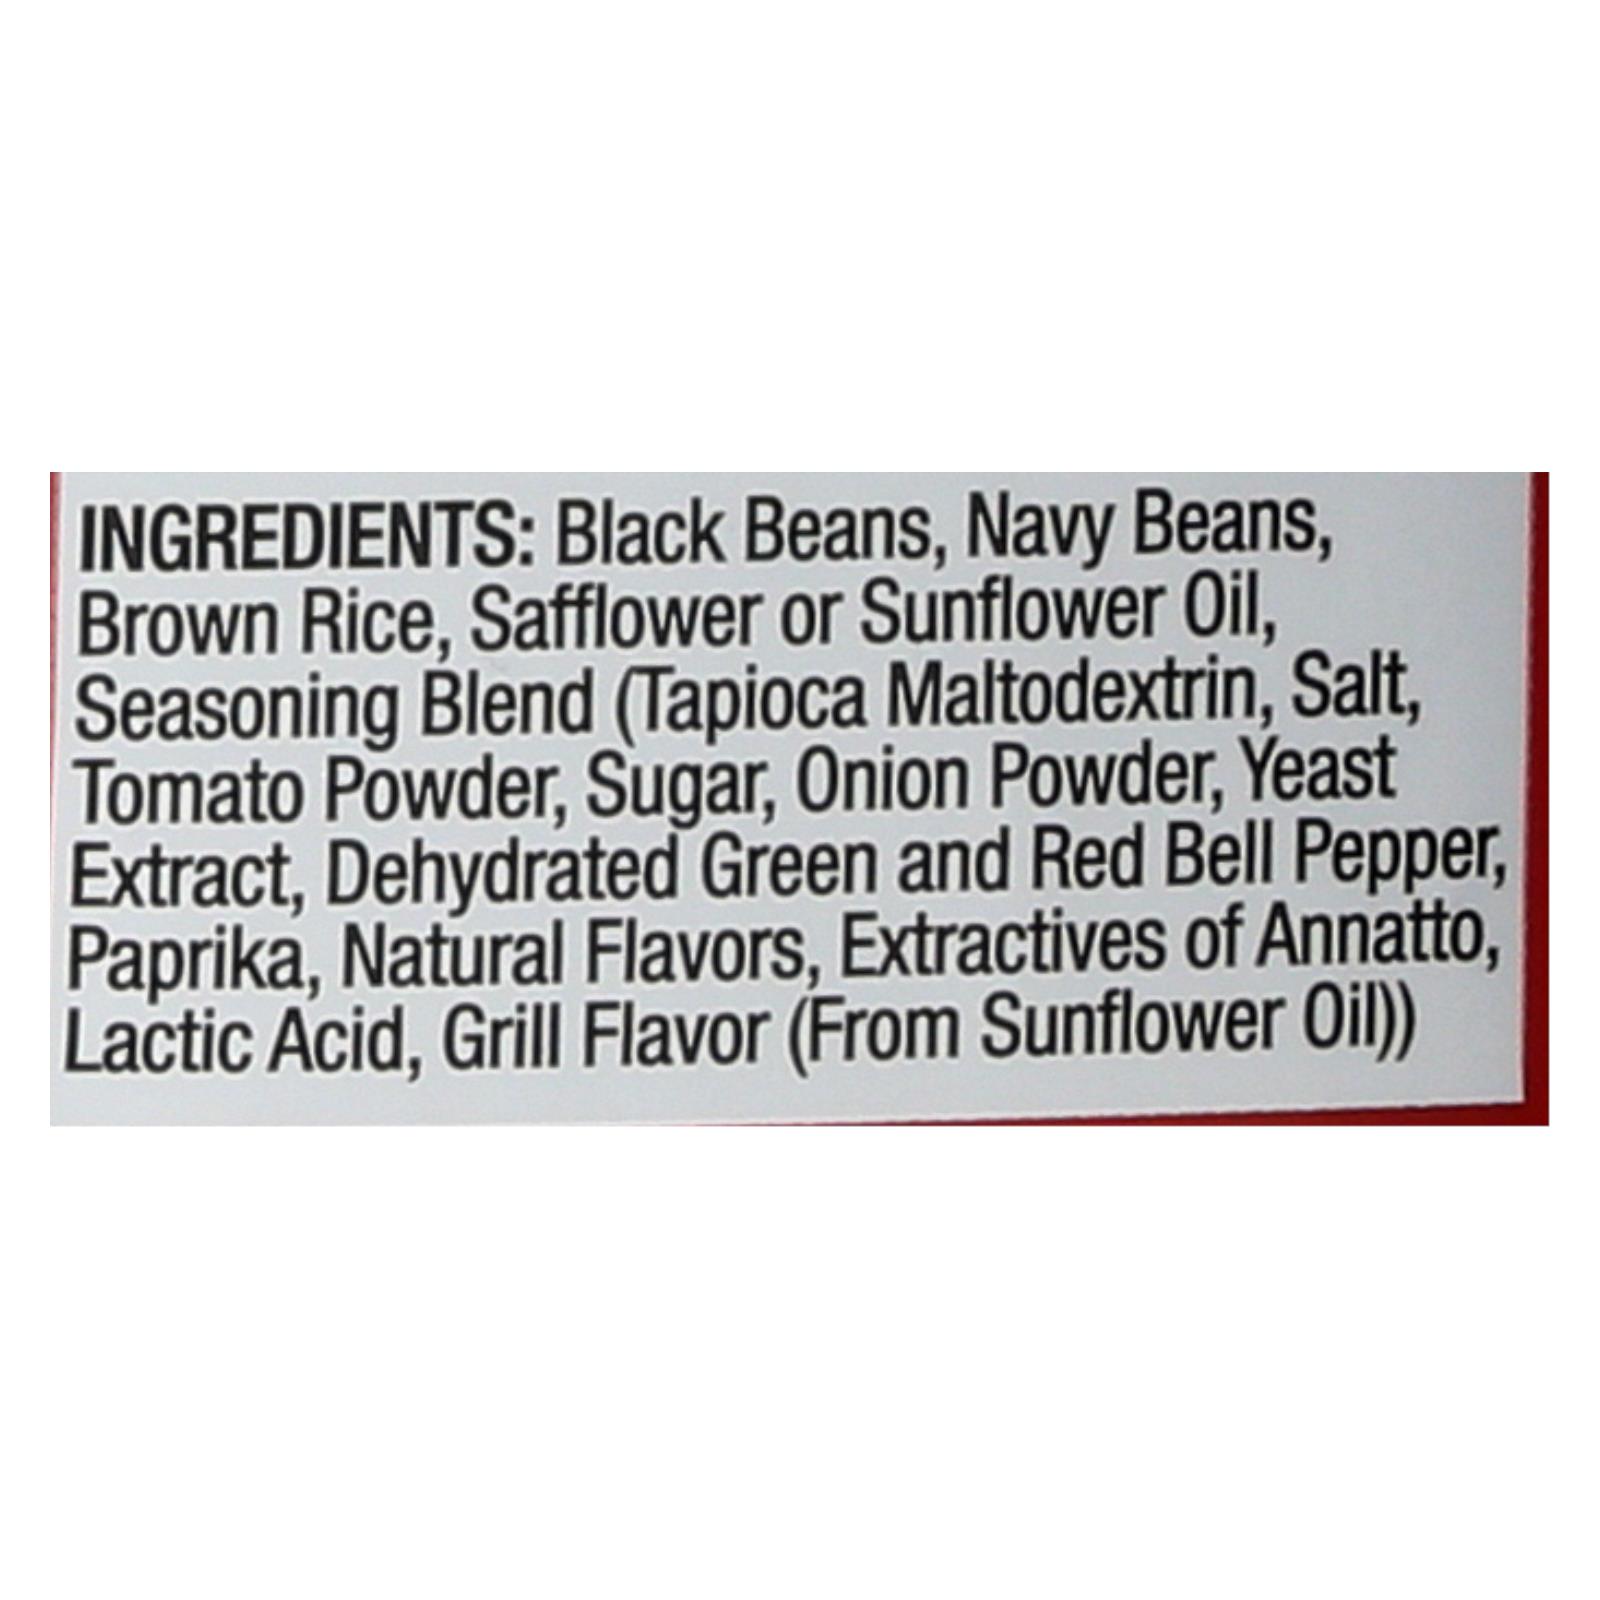 INGREDIENTS: Black Beans, Navy Beans,
Brown Rice, Safflower or Sunflower Oil,
Seasoning Blend (Tapioca Maltodextrin, Salt,
Tomato Powder, Sugar, Onion Powder, Yeast
Extract, Dehydrated Green and Red Bell Pepper,
Paprika, Natural Flavors, Extractives of Annatto,
Lactic Acid, Grill Flavor (From Sunflower Oil))